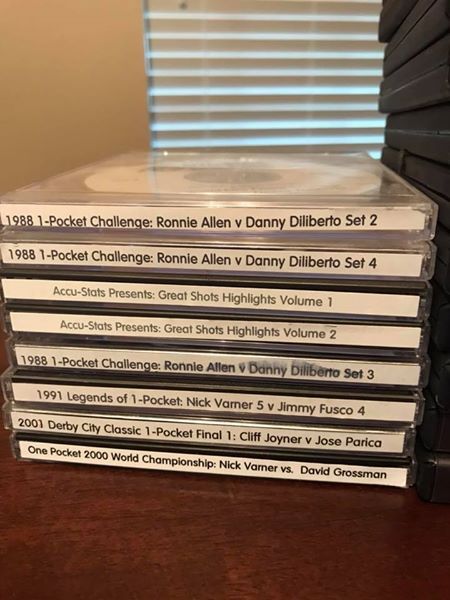 1988 1-Pocket Challenge: Ronnie Allen v Danny Diliberto Set 2
1988 1-Pocket Challenge: Ronnie Allen v Danny Diliberto Set 4
Accu-Stats Presents: Great Shots Highlights Volume 1
Accu-Stats Presents: Great Shots Highlights Volume 2
1988 1-Pocket Challenge: Ronnie Allen v Danny Diliberto Set 3
1991 Legends of 1-Pocket: Nick Varner 5 v Jimmy Fusco 4
2001 Derby City Classic 1-Pocket Final 1: Cliff Joyner v Jose Parica
One Pocket 2000 World Championship: Nick Varner vs. David Grossman